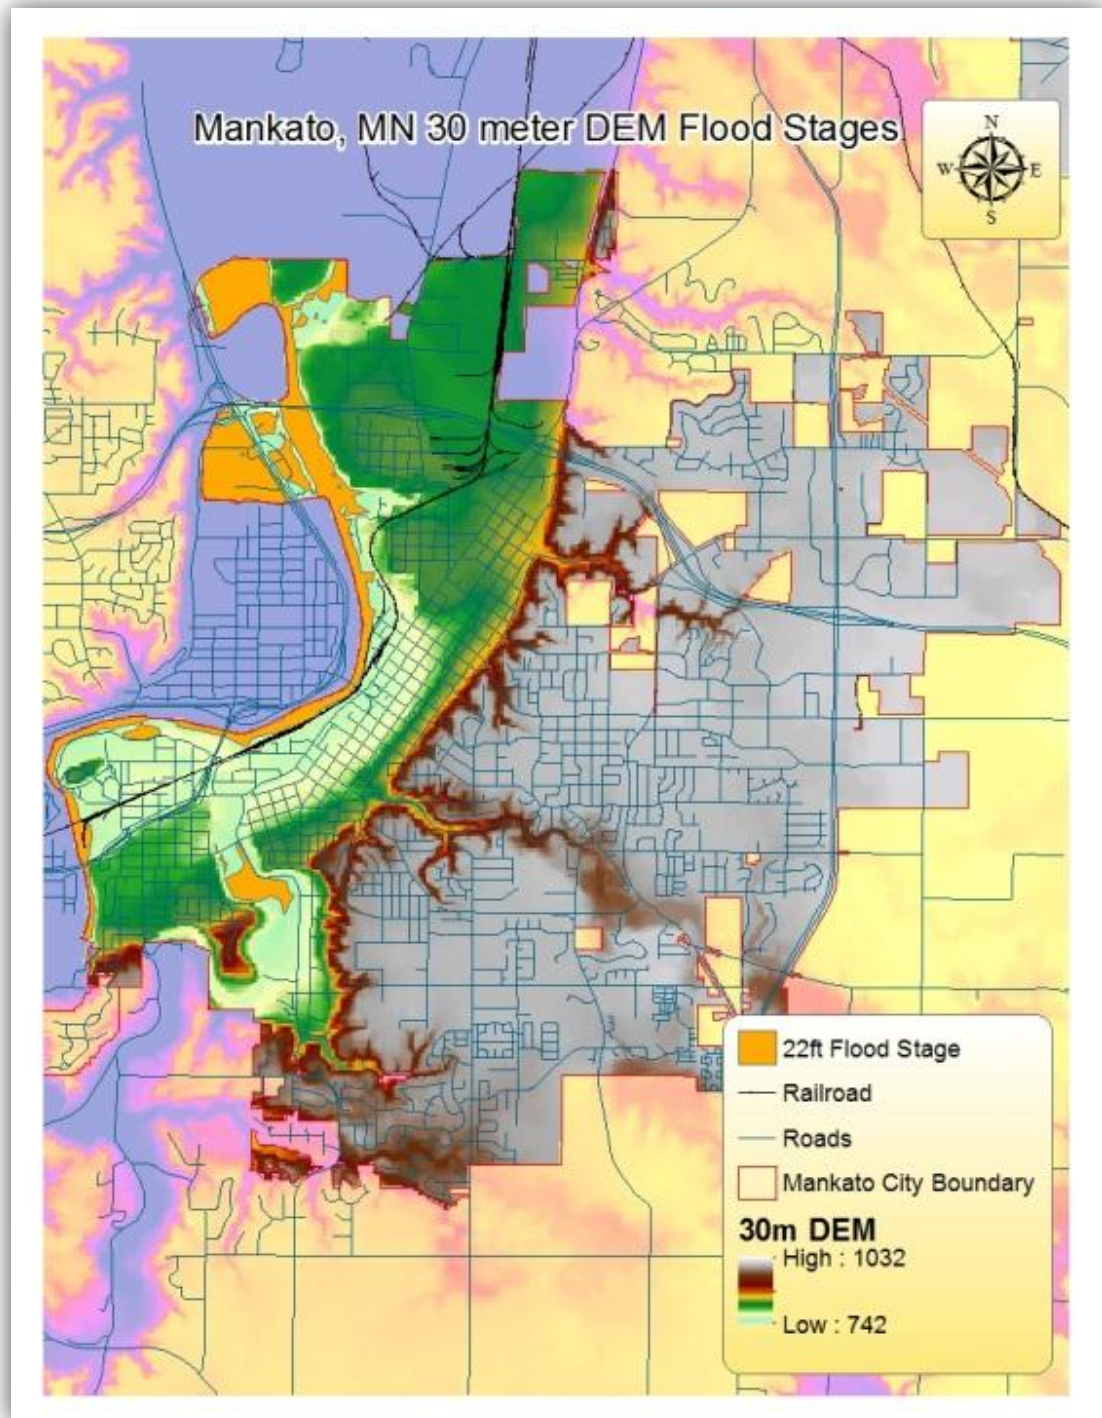 Mankato, MN 30 meter DEM Flood Stages
N
W E
S
22ft Flood Stage
Railroad
Roads
Mankato City Boundary
30m DEM
High : 1032
Low : 742